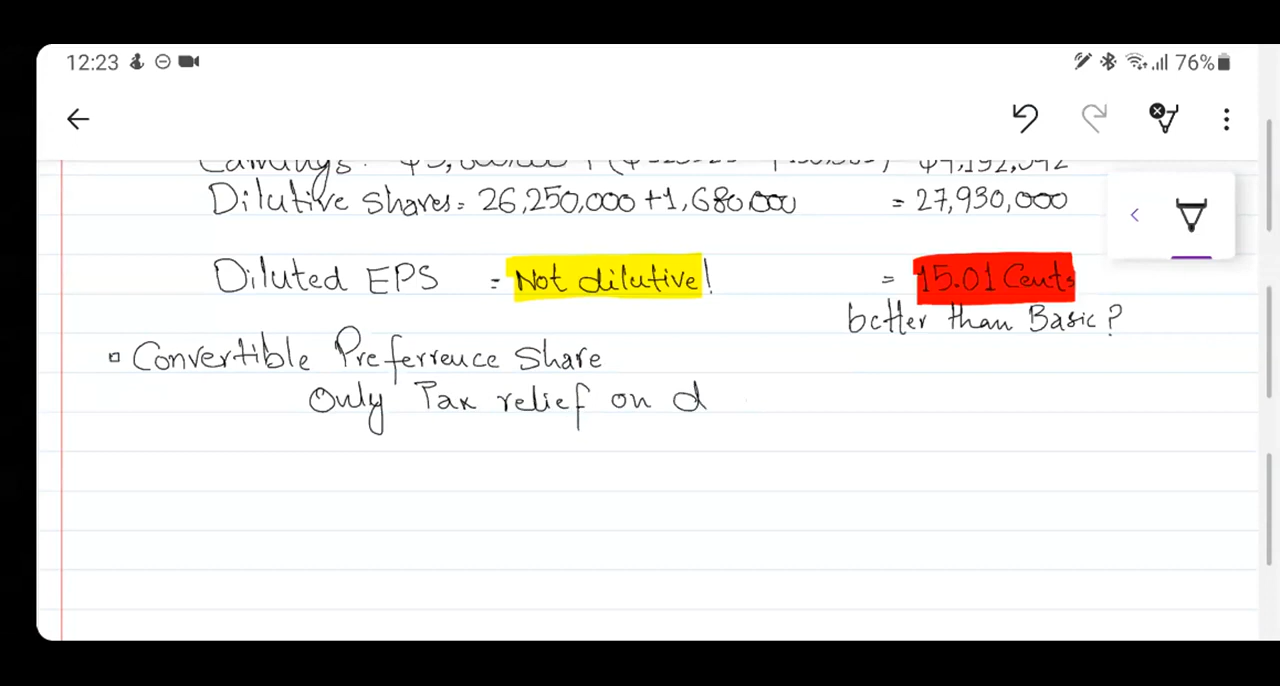 12:23 76%
Dilutive Shares = 26,250,000 + 1,680,000 = 27,930,000
Diluted EPS = Not dilutive! = 15.01 Cents
better than Basic?
Convertible Preferrence Share
Only Tax relief on d